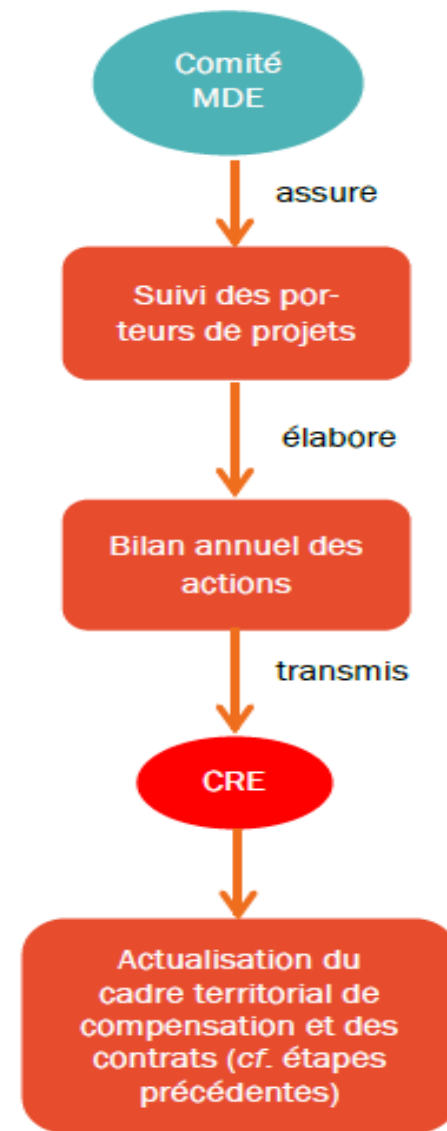 Comité
MDE
assure
Suivi des por-
teurs de projets
élabore
Bilan annuel des
actions
transmis
CRE
Actualisation du
cadre territorial de
compensation et des
contrats (cf. étapes
précédentes)